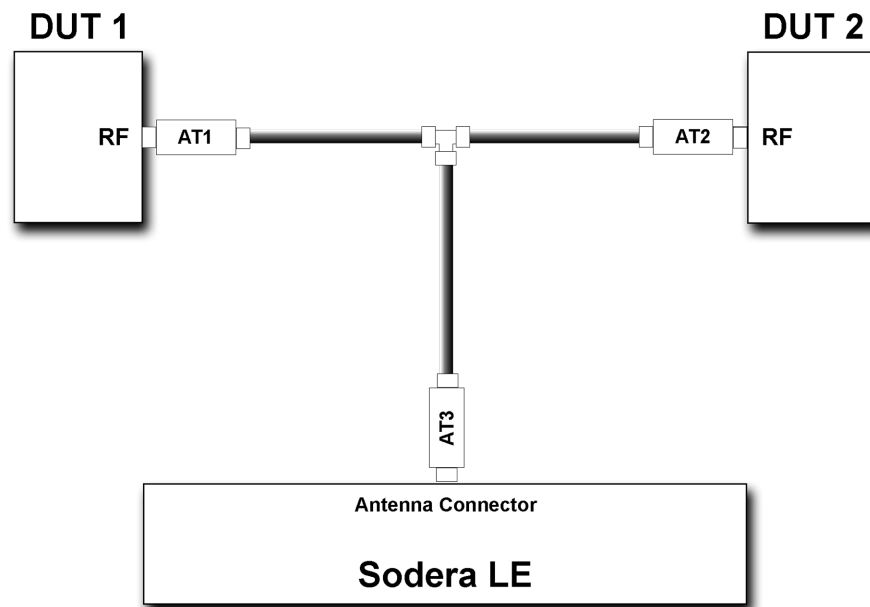 DUT 1
DUT 2
RF
AT1
AT2
RF
AT3
Antenna Connector
Sodera LE